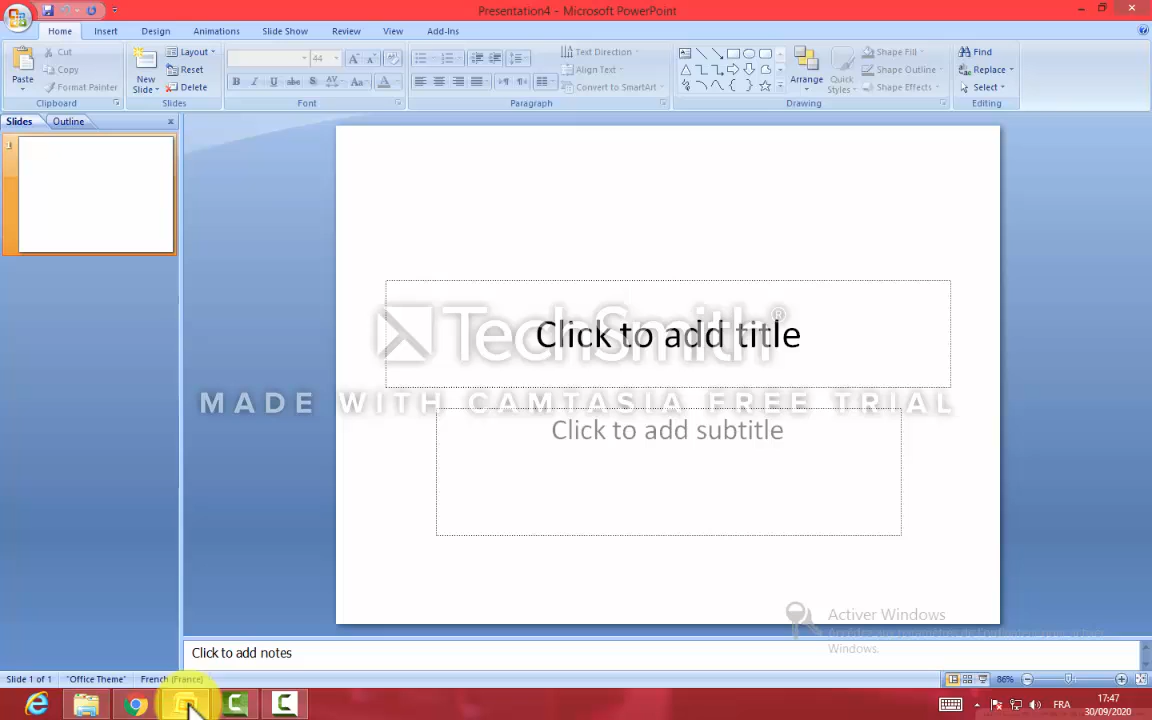 Presentation4 - Microsoft PowerPoint
Home Insert Design Slide Show Animations Review View Add-Ins
Paste
Cut
Copy
Format Painter
Clipboard
New Slide
Layout
Reset
Delete
Slides
44
B I U S AV Aa A
Font
Text Direction
Align Text
Convert to SmartArt
Paragraph
Arrange
Quick Styles
Shape Fill
Shape Outline
Shape Effects
Drawing
Find
Replace
Select
Editing
Slides Outline
1
Click to add title
TechSmith®
MADE WITH CAMTASIA FREE TRIAL
Click to add subtitle
Activer Windows
Windows.
Click to add notes
Slide 1 of 1 "Office Theme" French (France) 86%
FRA 17:47
30/09/2020